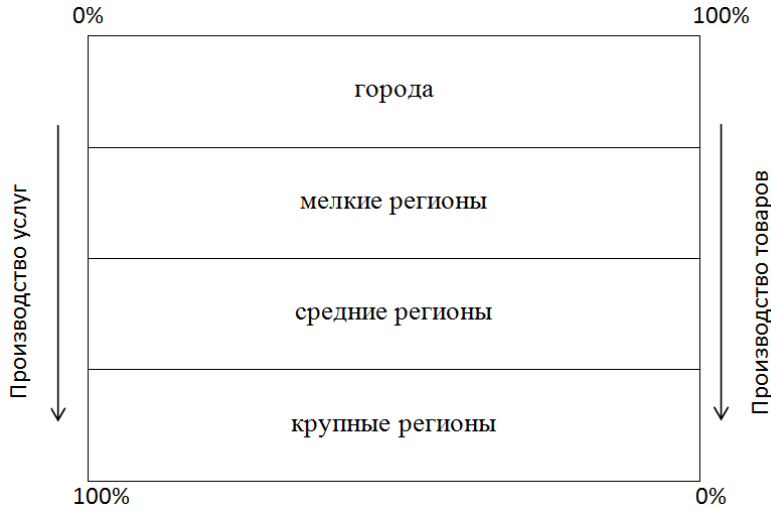 0%
100%
города
мелкие регионы
средние регионы
крупные регионы
Производство услуг
Производство товаров
100%
0%